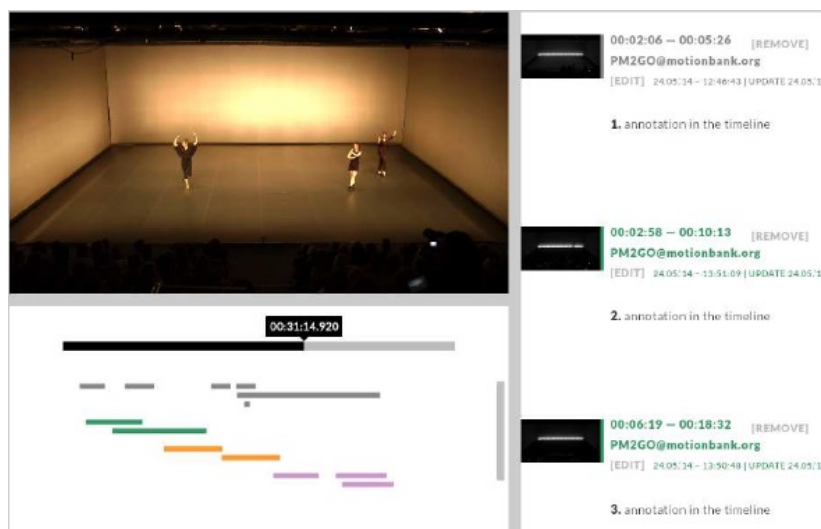 00:02:06 — 00:05:26 [REMOVE]
PM2GO@motionbank.org
[EDIT] 24.05.'14 – 12:46:43 | UPDATE 24.05.'1
1. annotation in the timeline
00:02:58 — 00:10:13 [REMOVE]
PM2GO@motionbank.org
[EDIT] 24.05.'14 – 13:51:09 | UPDATE 24.05.'1
2. annotation in the timeline
00:31:14.920
00:06:19 — 00:18:32 [REMOVE]
PM2GO@motionbank.org
[EDIT] 24.05.'14 – 13:50:48 | UPDATE 24.05.'1
3. annotation in the timeline